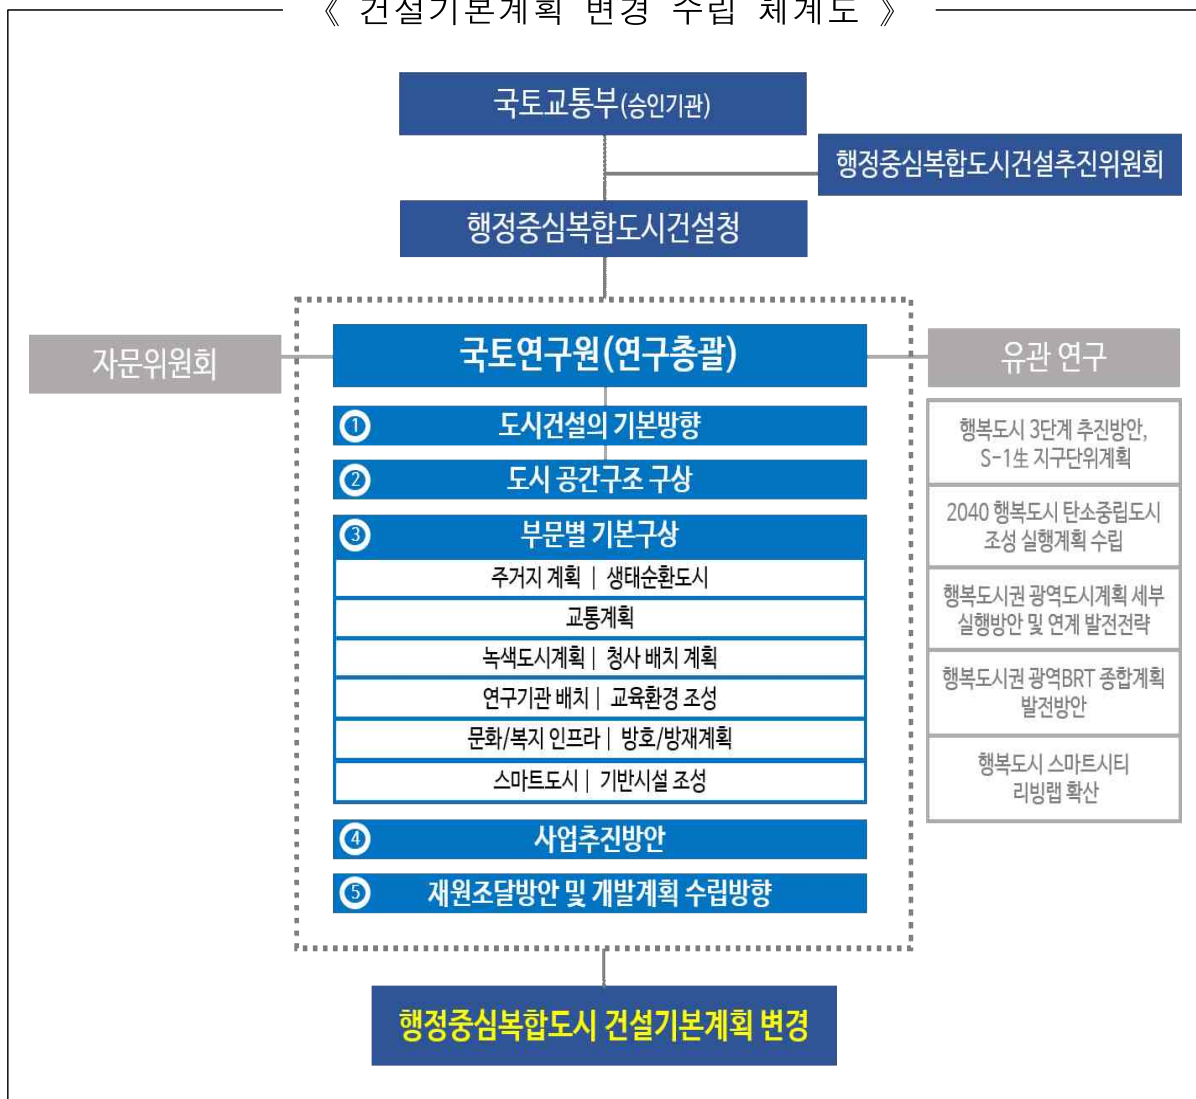 《 건설기본계획 변경 수립 체계도 》
국토교통부(승인기관)
행정중심복합도시건설추진위원회
행정중심복합도시건설청
자문위원회
국토연구원(연구총괄)
유관 연구
① 도시건설의 기본방향
② 도시 공간구조 구상
③ 부문별 기본구상
주거지 계획 | 생태순환도시
교통계획
녹색도시계획 | 청사 배치 계획
연구기관 배치 | 교육환경 조성
문화/복지 인프라 | 방호/방재계획
스마트도시 | 기반시설 조성
④ 사업추진방안
⑤ 재원조달방안 및 개발계획 수립방향
행복도시 3단계 추진방안,
S-1生 지구단위계획
2040 행복도시 탄소중립도시
조성 실행계획 수립
행복도시권 광역도시계획 세부
실행방안 및 연계 발전전략
행복도시권 광역BRT 종합계획
발전방안
행복도시 스마트시티
리빙랩 확산
행정중심복합도시 건설기본계획 변경